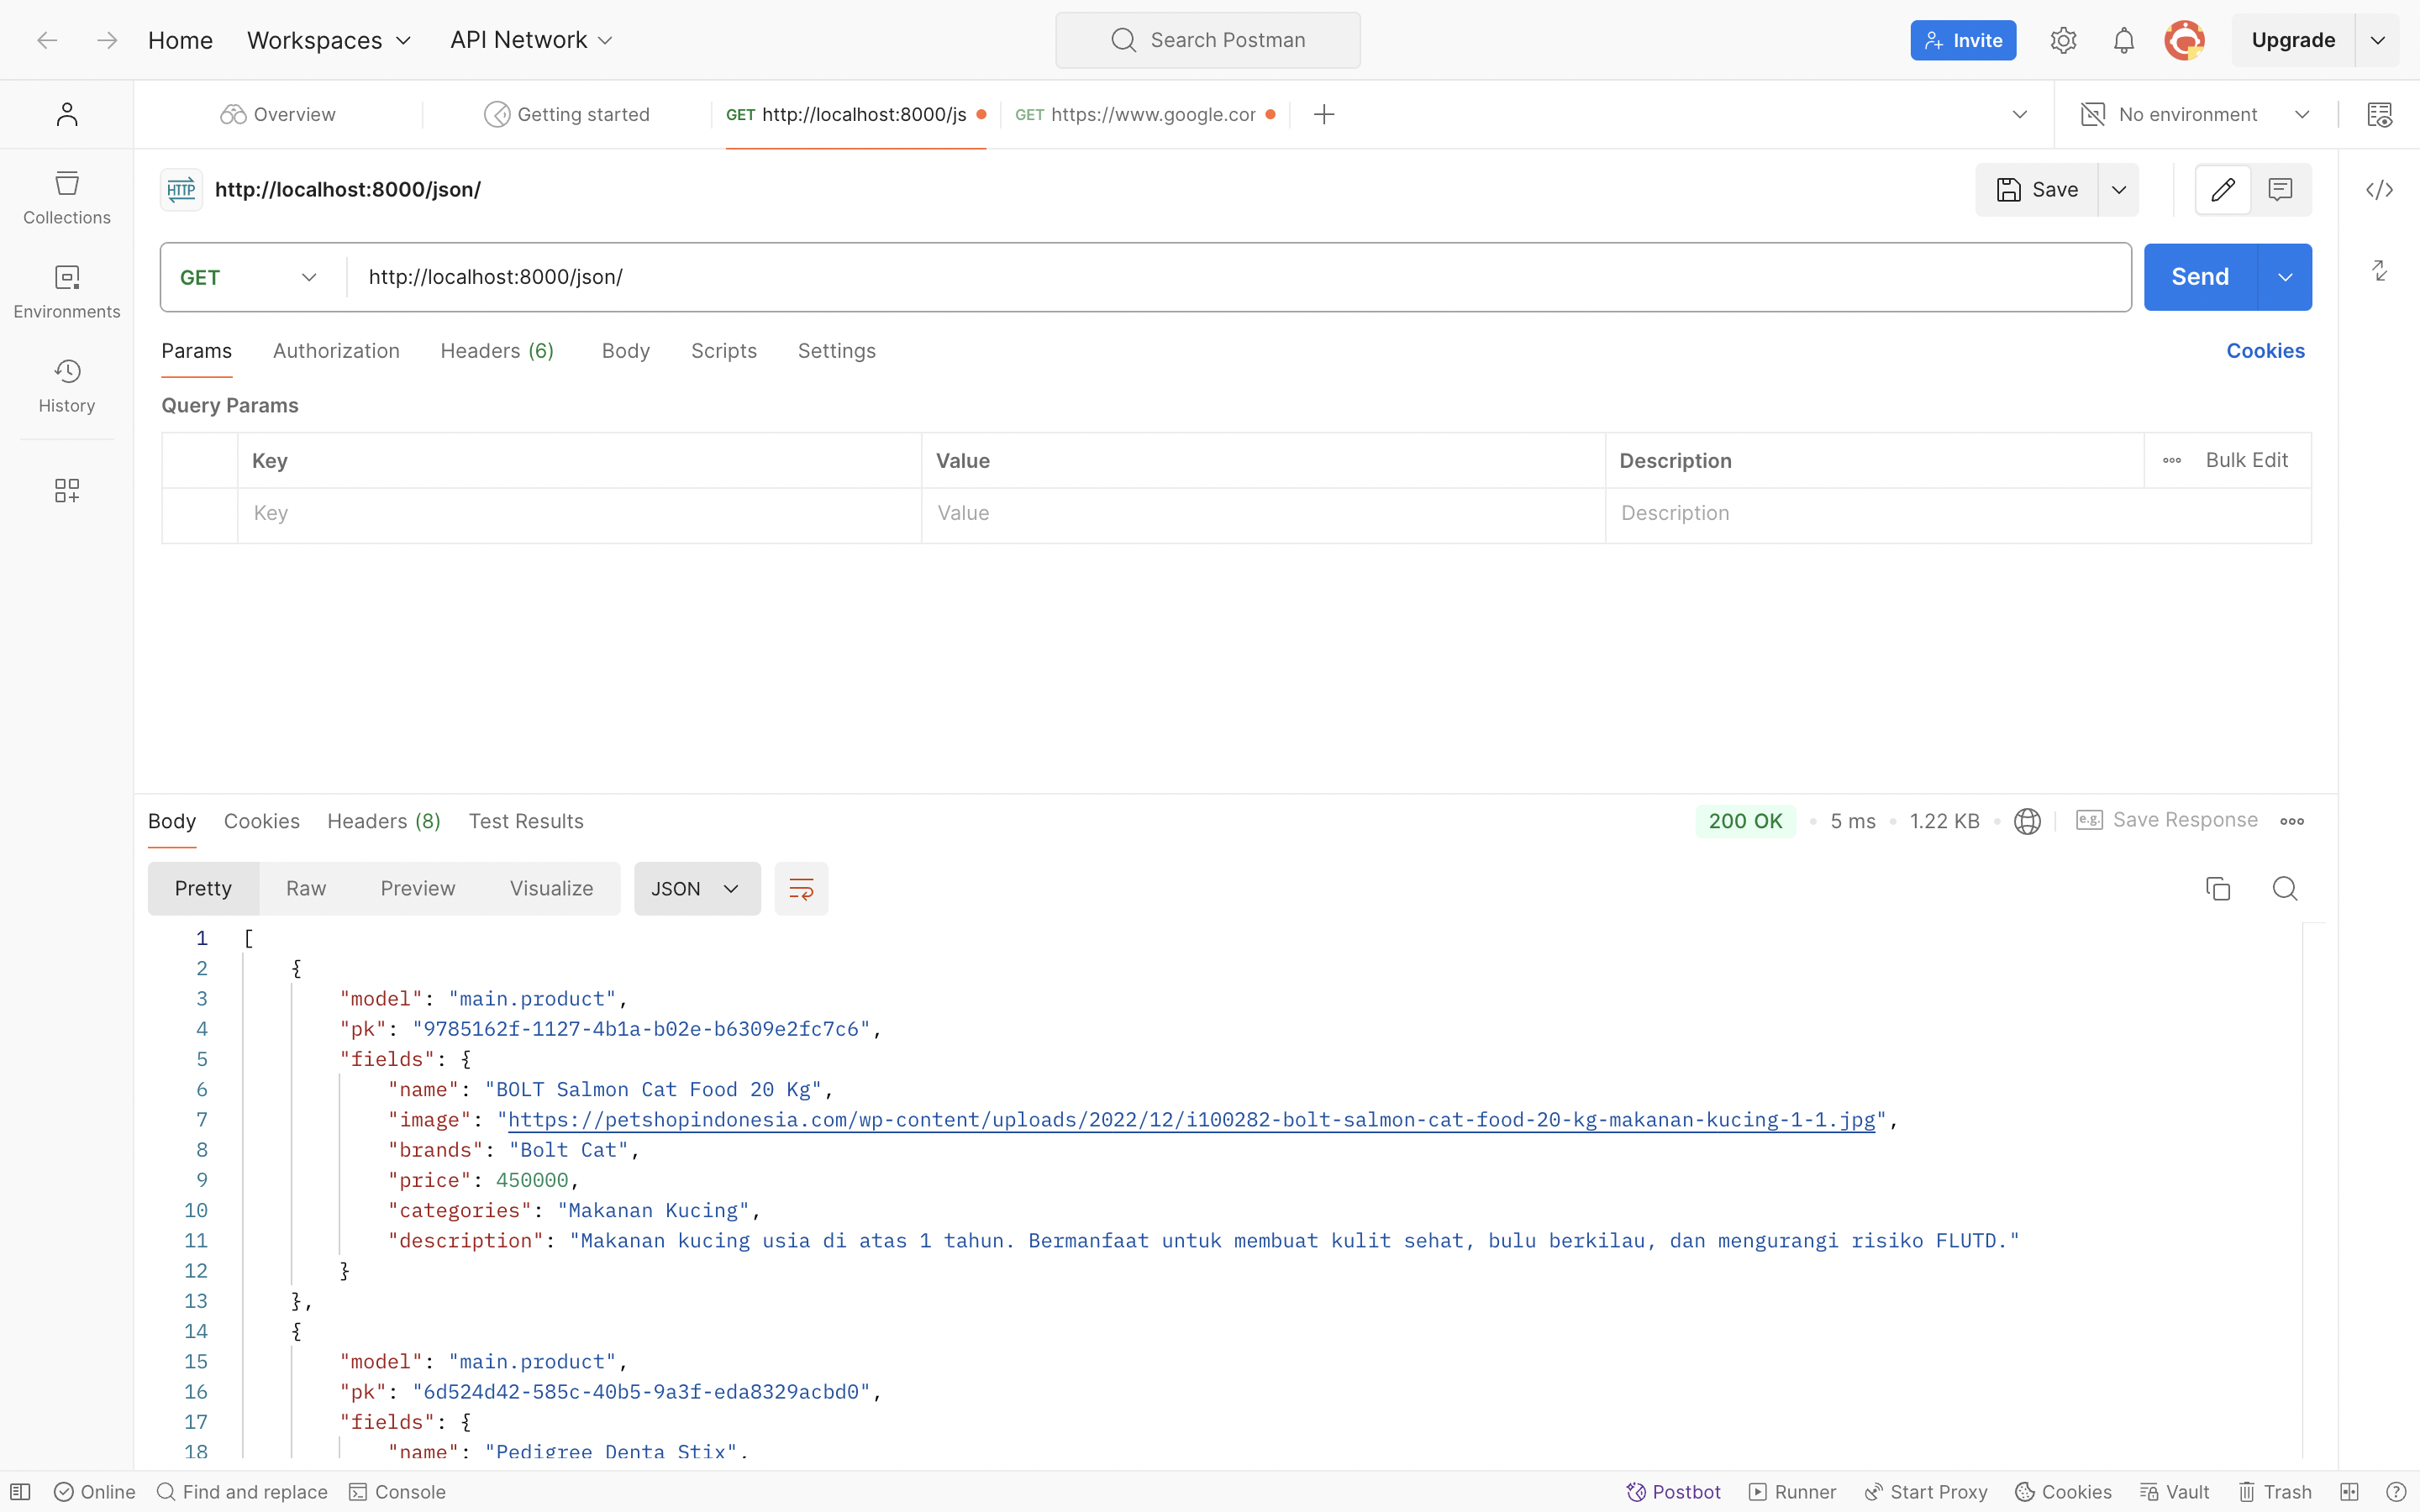 Home Workspaces API Network Search Postman Invite Upgrade
Overview Getting started GET http://localhost:8000/js GET https://www.google.cor No environment
HTTP http://localhost:8000/json/ Save
Collections
GET http://localhost:8000/json/ Send
Environments
Params Authorization Headers (6) Body Scripts Settings Cookies
History
Query Params
Key Value Description Bulk Edit
Key Value Description
Body Cookies Headers (8) Test Results 200 OK 5 ms 1.22 KB e.g. Save Response
Pretty Raw Preview Visualize JSON
1 [
2 {
3 "model": "main.product",
4 "pk": "9785162f-1127-4b1a-b02e-b6309e2fc7c6",
5 "fields": {
6 "name": "BOLT Salmon Cat Food 20 Kg",
7 "image": "https://petshopindonesia.com/wp-content/uploads/2022/12/i100282-bolt-salmon-cat-food-20-kg-makanan-kucing-1-1.jpg",
8 "brands": "Bolt Cat",
9 "price": 450000,
10 "categories": "Makanan Kucing",
11 "description": "Makanan kucing usia di atas 1 tahun. Bermanfaat untuk membuat kulit sehat, bulu berkilau, dan mengurangi risiko FLUTD."
12 }
13 },
14 {
15 "model": "main.product",
16 "pk": "6d524d42-585c-40b5-9a3f-eda8329acbd0",
17 "fields": {
18 "name": "Pedigree Denta Stix",
Online Find and replace Console Postbot Runner Start Proxy Cookies Vault Trash